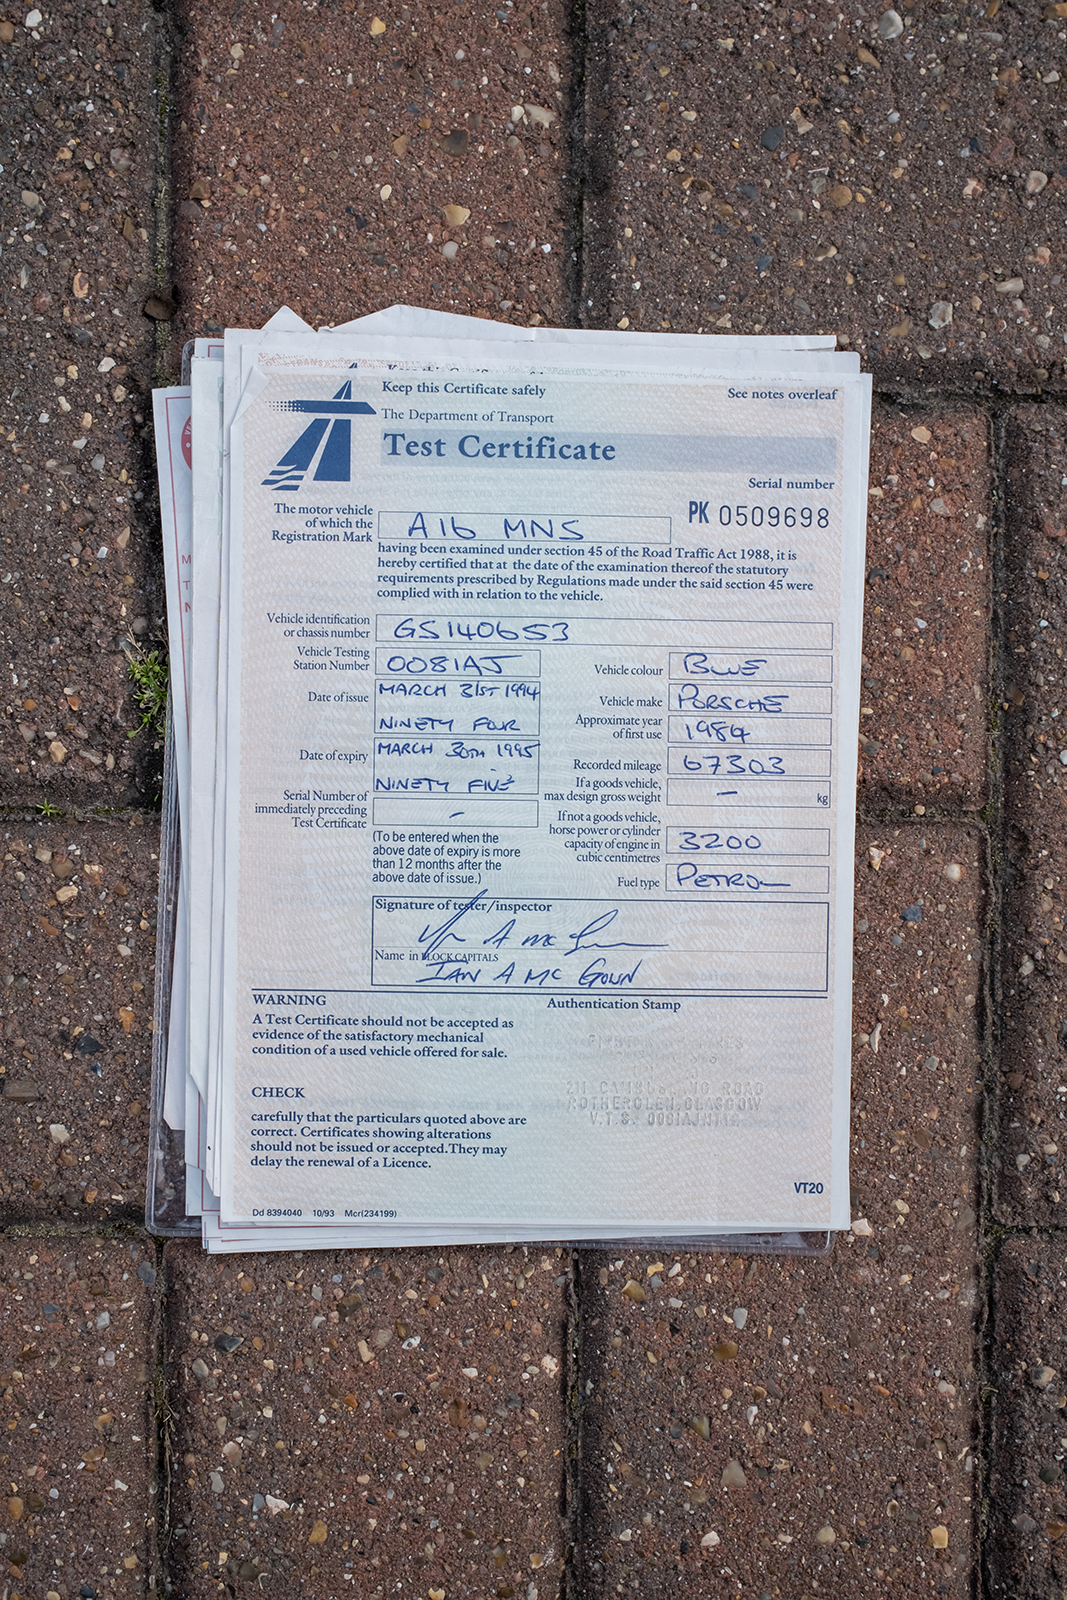 Keep this Certificate safely
See notes overleaf
The Department of Transport
Test Certificate
Serial number
PK 0509698
The motor vehicle
of which the
Registration Mark
A16 MNS
having been examined under section 45 of the Road Traffic Act 1988, it is
hereby certified that at the date of the examination thereof the statutory
requirements prescribed by Regulations made under the said section 45 were
complied with in relation to the vehicle.
Vehicle identification
or chassis number
GS140653
Vehicle Testing
Station Number
0081AJ
Vehicle colour
BLUE
Date of issue
MARCH 31ST 1994
NINETY FOUR
Vehicle make
PORSCHE
Approximate year
of first use
1984
Date of expiry
MARCH 30TH 1995
NINETY FIVE
Recorded mileage
67303
If a goods vehicle,
max design gross weight
–
kg
Serial Number of
immediately preceding
Test Certificate
–
If not a goods vehicle,
horse power or cylinder
capacity of engine in
cubic centimetres
3200
(To be entered when the
above date of expiry is more
than 12 months after the
above date of issue.)
Fuel type
PETROL
Signature of tester/inspector
Name in BLOCK CAPITALS
IAN A MC GOUN
WARNING
A Test Certificate should not be accepted as
evidence of the satisfactory mechanical
condition of a used vehicle offered for sale.
Authentication Stamp
ROAD
RUTHERGLEN, GLASGOW
V.T.S.
CHECK
carefully that the particulars quoted above are
correct. Certificates showing alterations
should not be issued or accepted.They may
delay the renewal of a Licence.
VT20
Dd 8394040 10/93 Mcr(234199)